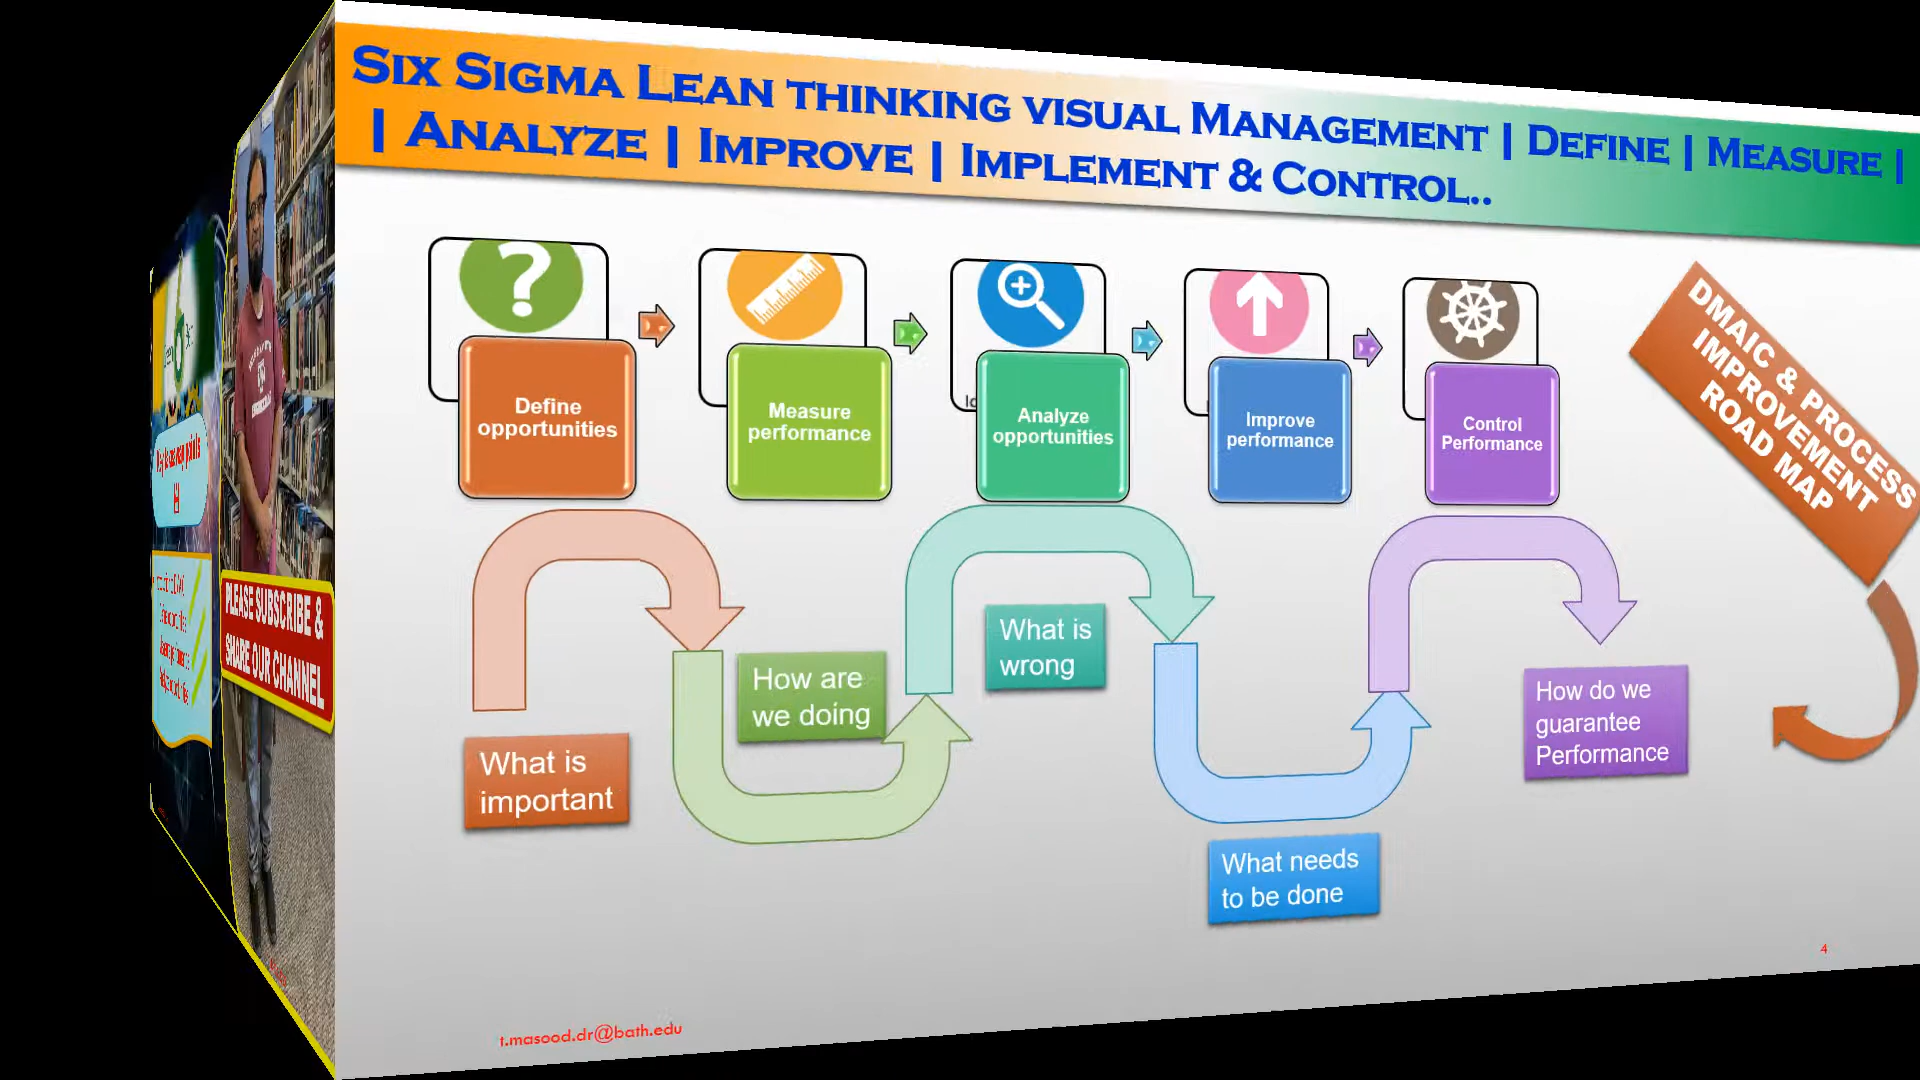 Six Sigma Lean thinking visual Management | Define | Measure |
| Analyze | Improve | Implement & Control..
Define
opportunities
Measure
performance
Analyze
opportunities
Improve
performance
Control
Performance
DMAIC & PROCESS
IMPROVEMENT
ROAD MAP
What is
important
How are
we doing
What is
wrong
What needs
to be done
How do we
guarantee
Performance
PLEASE SUBSCRIBE &
SHARE OUR CHANNEL
t.masood.dr@bath.edu
4